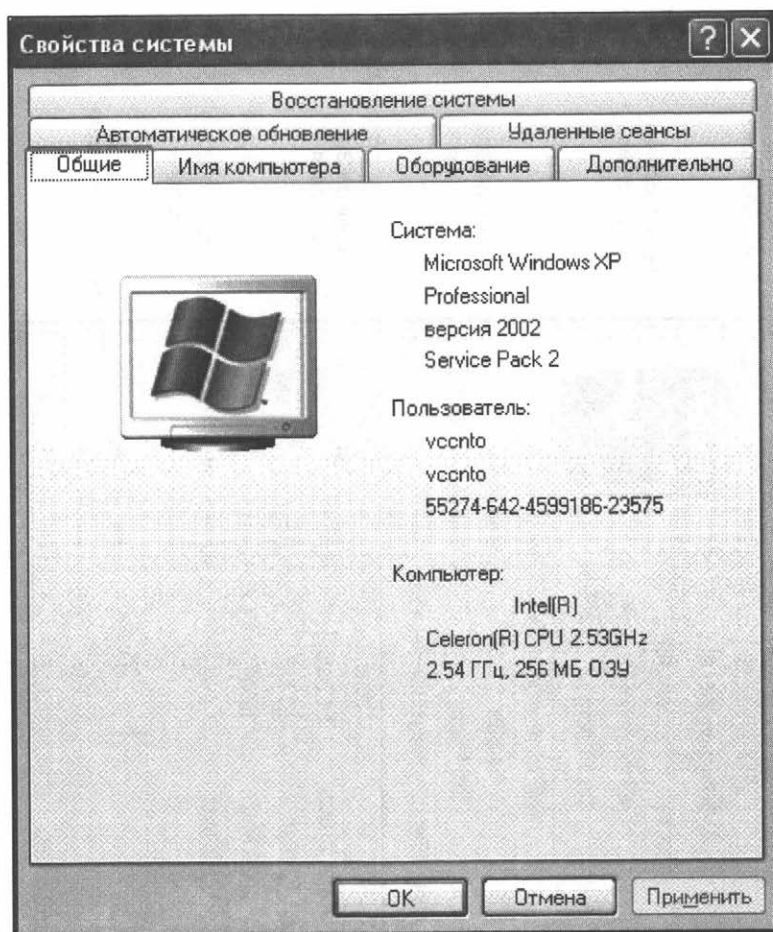 Свойства системы
Восстановление системы
Автоматическое обновление Удаленные сеансы
Общие Имя компьютера Оборудование Дополнительно
Система:
Microsoft Windows XP
Professional
версия 2002
Service Pack 2
Пользователь:
vccnto
vccnto
55274-642-4599186-23575
Компьютер:
Intel(R)
Celeron(R) CPU 2.53GHz
2.54 ГГц, 256 МБ ОЗУ
OK Отмена Применить